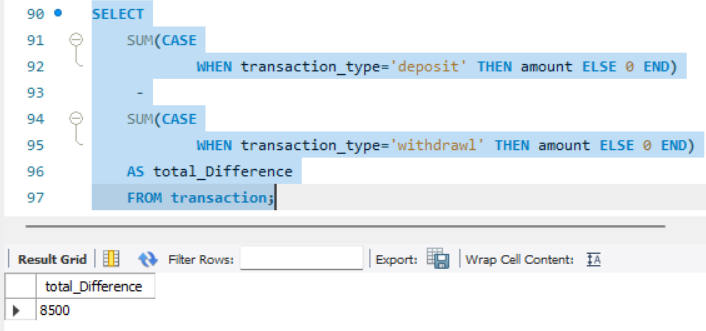 90 SELECT
91 SUM(CASE
92 WHEN transaction_type='deposit' THEN amount ELSE 0 END)
93 -
94 SUM(CASE
95 WHEN transaction_type='withdrawl' THEN amount ELSE 0 END)
96 AS total_Difference
97 FROM transaction;
Result Grid Filter Rows: Export: Wrap Cell Content: IA
total_Difference
8500